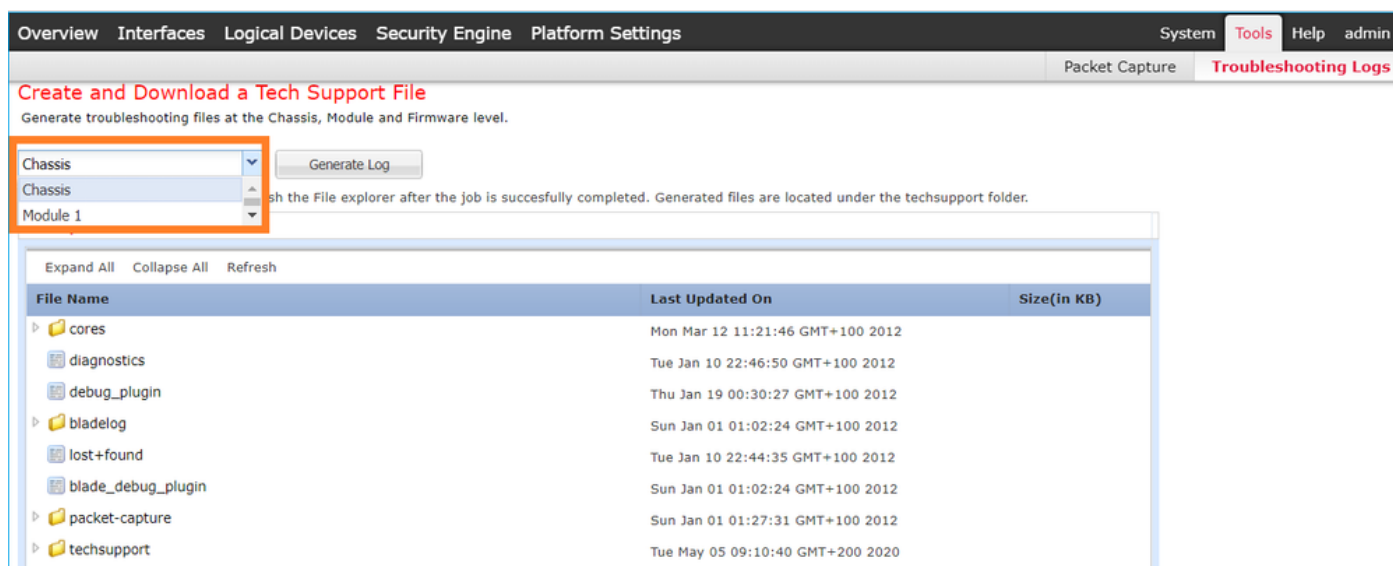 Overview Interfaces Logical Devices Security Engine Platform Settings System Tools Help admin
Packet Capture Troubleshooting Logs
Create and Download a Tech Support File
Generate troubleshooting files at the Chassis, Module and Firmware level.
Chassis Generate Log
Chassis
sh the File explorer after the job is succesfully completed. Generated files are located under the techsupport folder.
Module 1
Expand All Collapse All Refresh
File Name Last Updated On Size(in KB)
cores Mon Mar 12 11:21:46 GMT+100 2012
diagnostics Tue Jan 10 22:46:50 GMT+100 2012
debug_plugin Thu Jan 19 00:30:27 GMT+100 2012
bladelog Sun Jan 01 01:02:24 GMT+100 2012
lost+found Tue Jan 10 22:44:35 GMT+100 2012
blade_debug_plugin Sun Jan 01 01:02:24 GMT+100 2012
packet-capture Sun Jan 01 01:27:31 GMT+100 2012
techsupport Tue May 05 09:10:40 GMT+200 2020